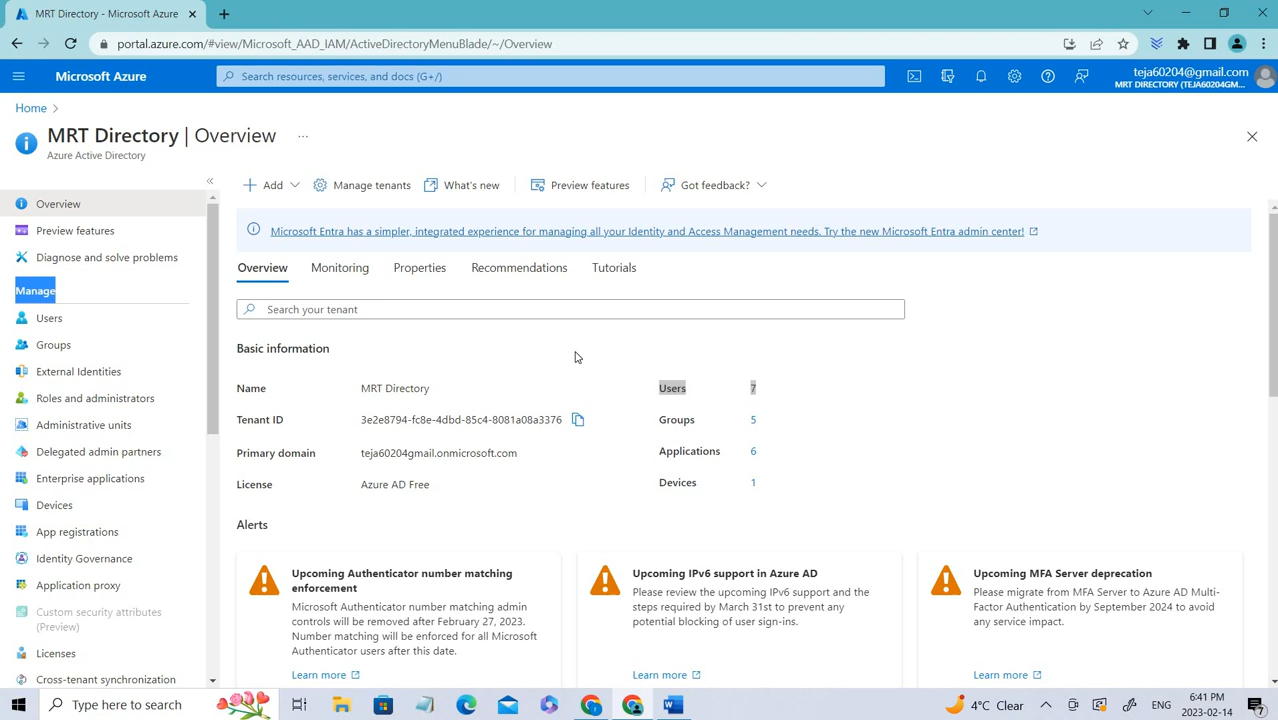 MRT Directory - Microsoft Azure
portal.azure.com/#view/Microsoft_AAD_IAM/ActiveDirectoryMenuBlade/~/Overview
Microsoft Azure
Search resources, services, and docs (G+/)
teja60204@gmail.com
MRT DIRECTORY (TEJA60204GM...
Home
MRT Directory | Overview
Azure Active Directory
Add
Manage tenants
What's new
Preview features
Got feedback?
Overview
Preview features
Diagnose and solve problems
Manage
Users
Groups
External Identities
Roles and administrators
Administrative units
Delegated admin partners
Enterprise applications
Devices
App registrations
Identity Governance
Application proxy
Custom security attributes
(Preview)
Licenses
Cross-tenant synchronization
Microsoft Entra has a simpler, integrated experience for managing all your Identity and Access Management needs. Try the new Microsoft Entra admin center!
Overview
Monitoring
Properties
Recommendations
Tutorials
Search your tenant
Basic information
Name MRT Directory Users 7
Tenant ID 3e2e8794-fc8e-4dbd-85c4-8081a08a3376 Groups 5
Primary domain teja60204gmail.onmicrosoft.com Applications 6
License Azure AD Free Devices 1
Alerts
Upcoming Authenticator number matching
enforcement
Microsoft Authenticator number matching admin
controls will be removed after February 27, 2023.
Number matching will be enforced for all Microsoft
Authenticator users after this date.
Learn more
Upcoming IPv6 support in Azure AD
Please review the upcoming IPv6 support and the
steps required by March 31st to prevent any
potential blocking of user sign-ins.
Learn more
Upcoming MFA Server deprecation
Please migrate from MFA Server to Azure AD Multi-
Factor Authentication by September 2024 to avoid
any service impact.
Learn more
Type here to search
4°C Clear
ENG
6:41 PM
2023-02-14
7